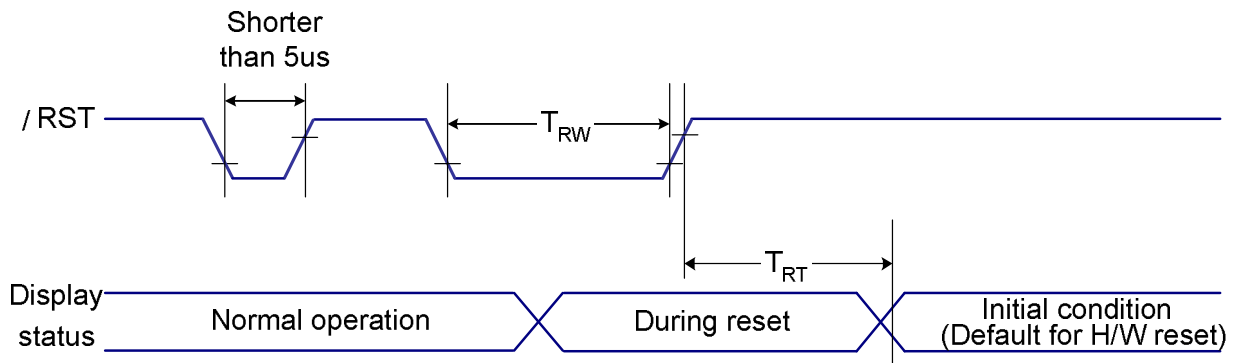 Shorter
than 5us
/ RST
TRW
TRT
Display
status
Normal operation
During reset
Initial condition
(Default for H/W reset)